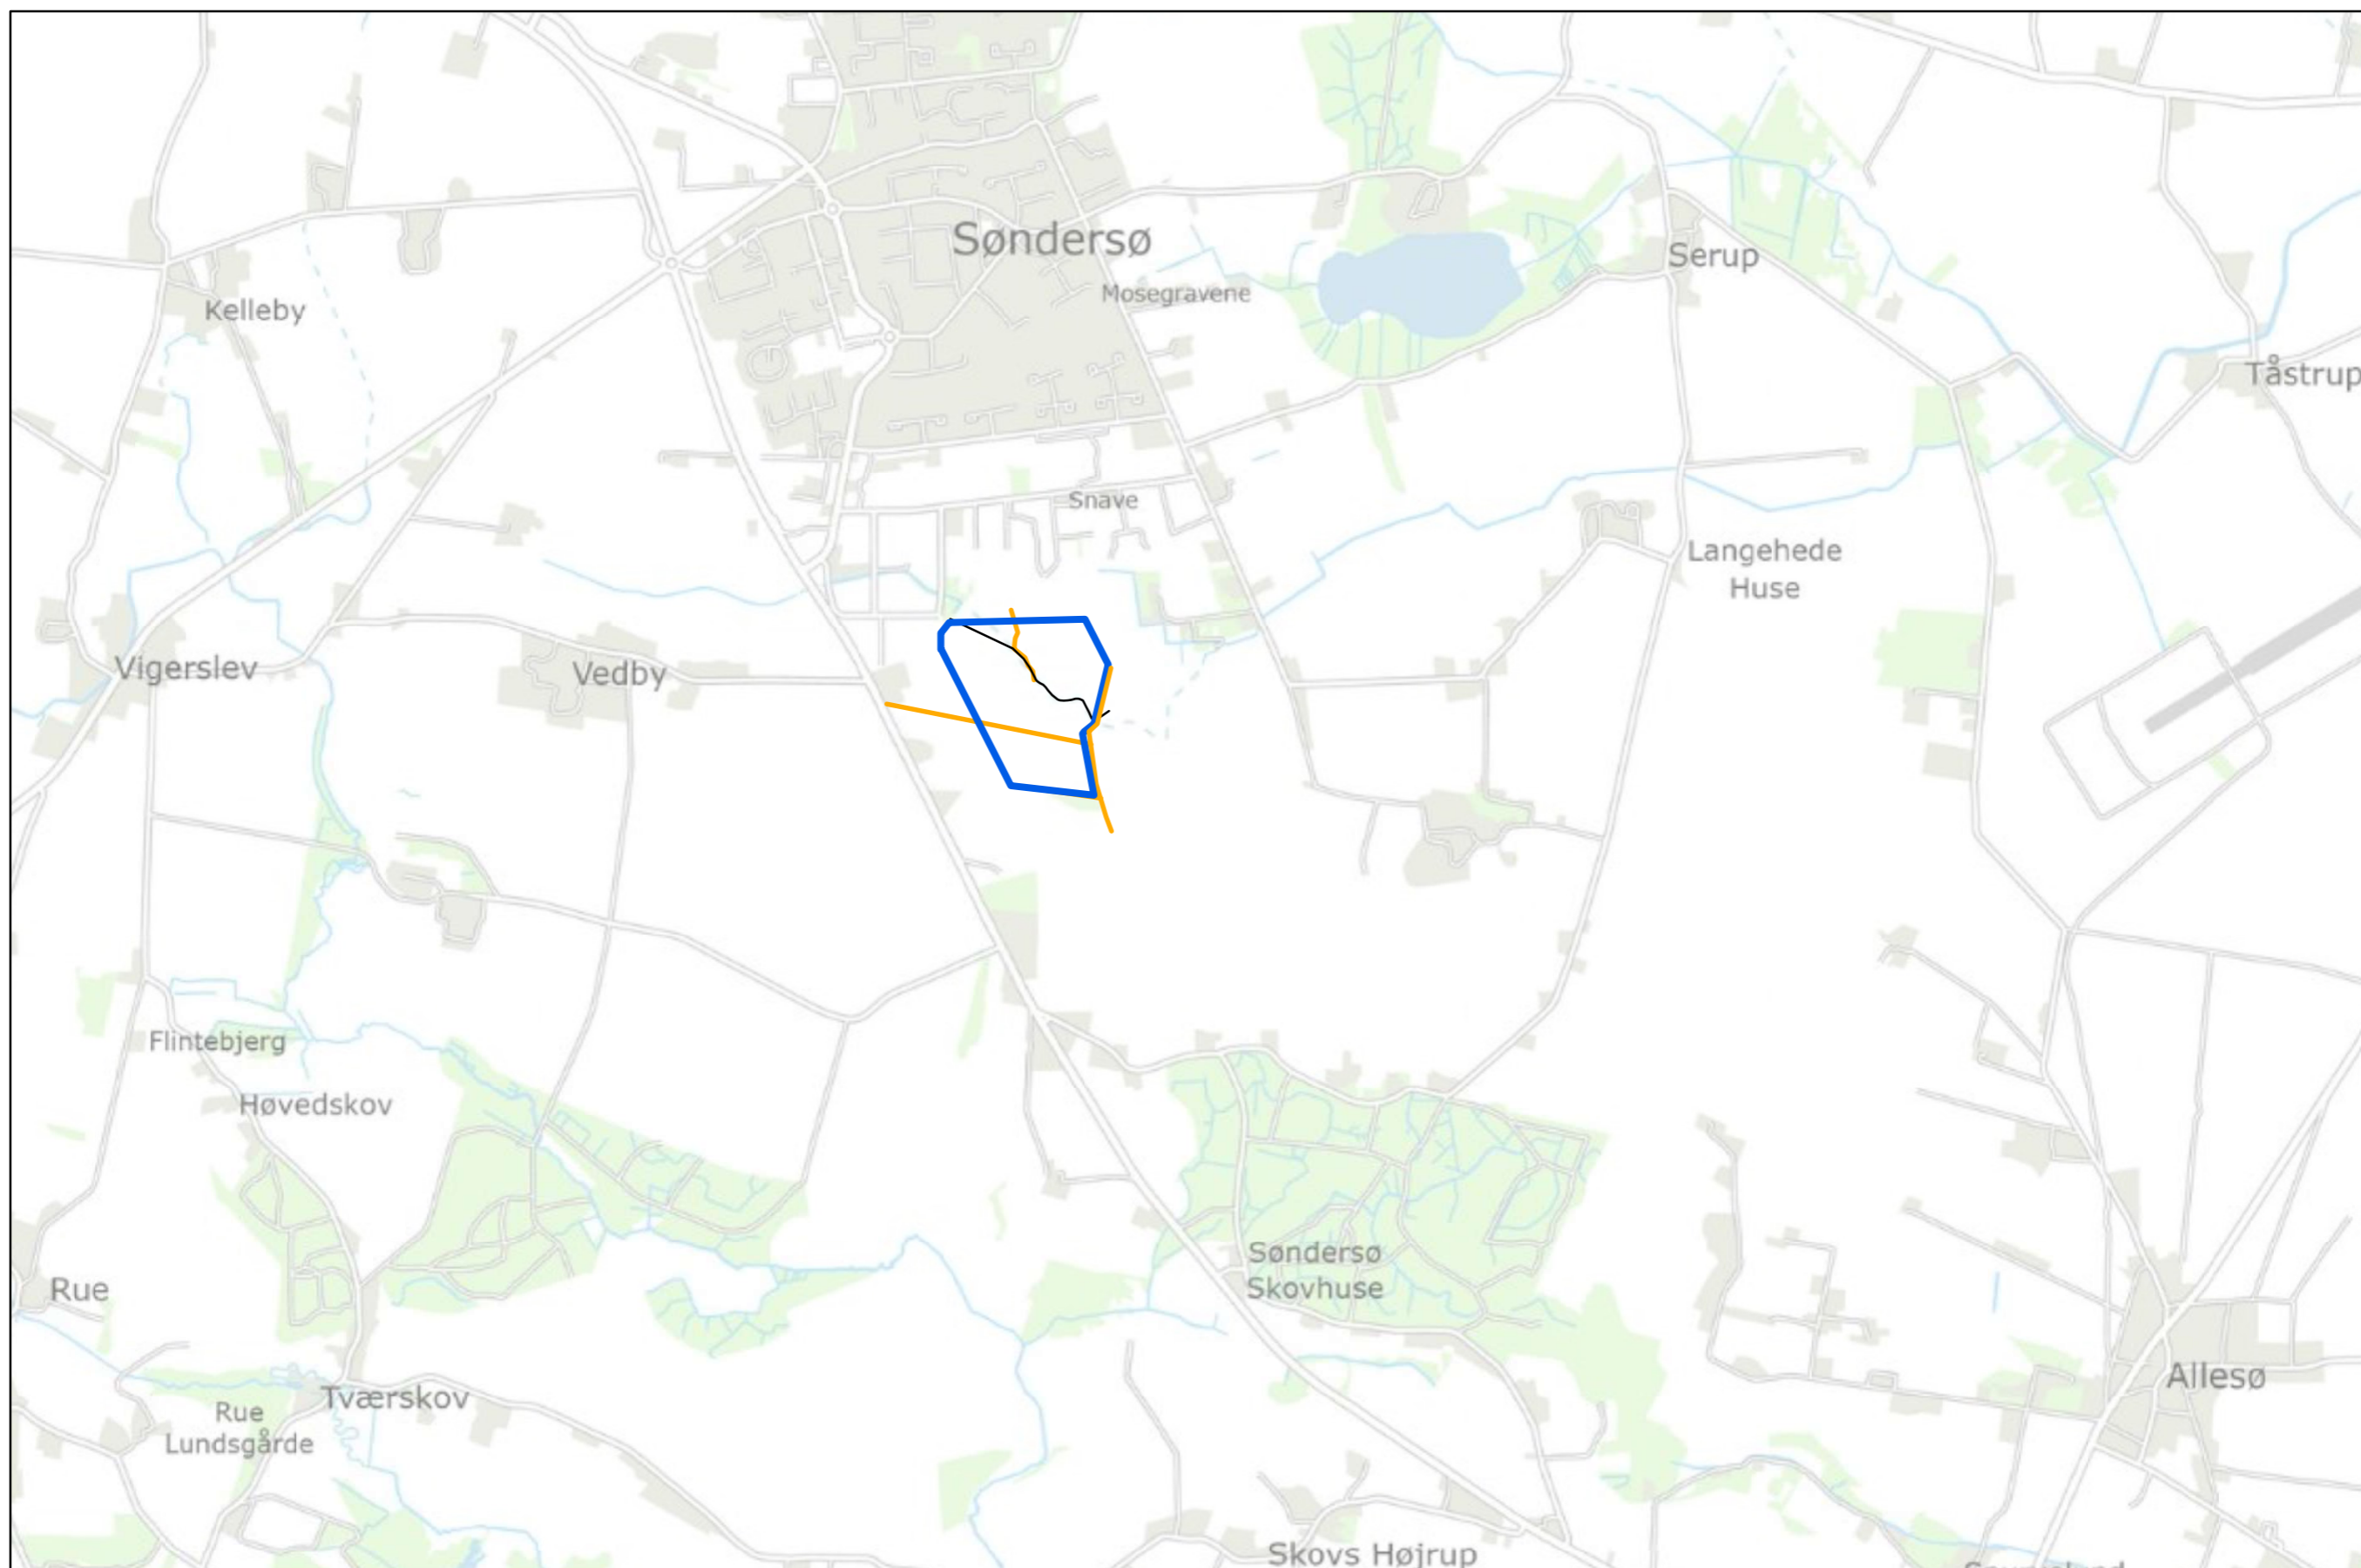 Søndersø
Serup
Mosegravene
Kelleby
Tåstrup
Snave
Langehede
Huse
Vigerslev
Vedby
Flintebjerg
Høvedskov
Søndersø
Skovhuse
Rue
Allesø
Tværskov
Rue
Lundsgårde
Skovs Højrup